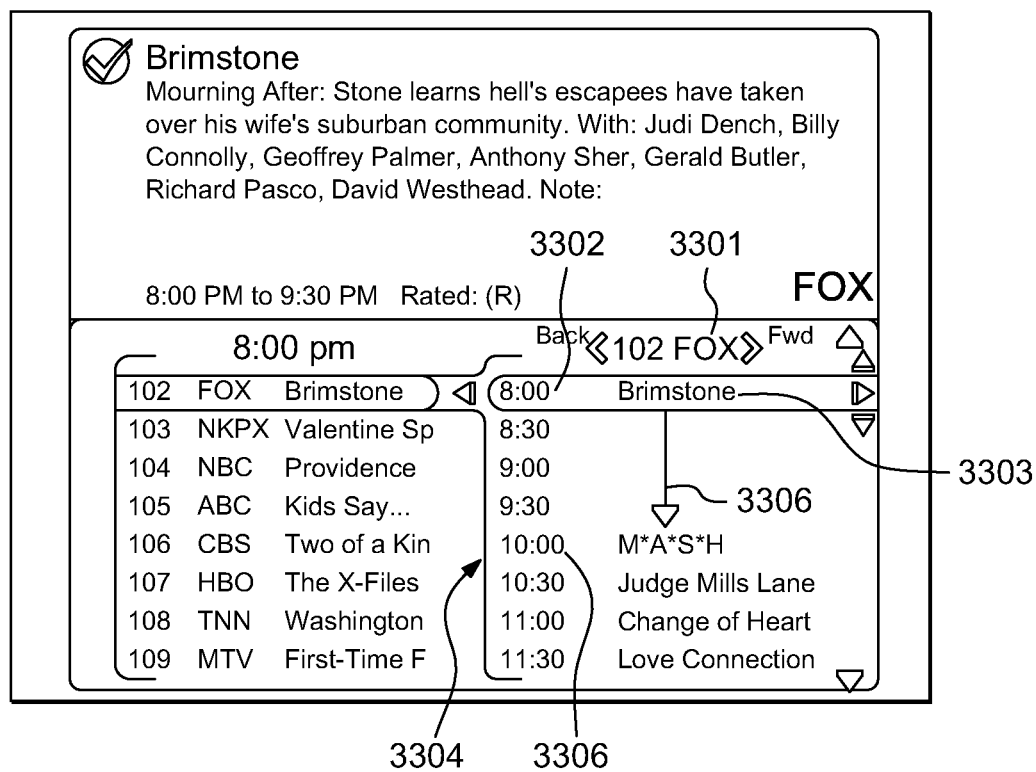 Brimstone
Mourning After: Stone learns hell's escapees have taken
over his wife's suburban community. With: Judi Dench, Billy
Connolly, Geoffrey Palmer, Anthony Sher, Gerald Butler,
Richard Pasco, David Westhead. Note:
3302 3301
8:00 PM to 9:30 PM Rated: (R) FOX
8:00 pm Back 102 FOX Fwd
102 FOX Brimstone 8:00 Brimstone
103 NKPX Valentine Sp 8:30
104 NBC Providence 9:00
3303
105 ABC Kids Say... 9:30 3306
106 CBS Two of a Kin 10:00 M*A*S*H
107 HBO The X-Files 10:30 Judge Mills Lane
108 TNN Washington 11:00 Change of Heart
109 MTV First-Time F 11:30 Love Connection
3304 3306